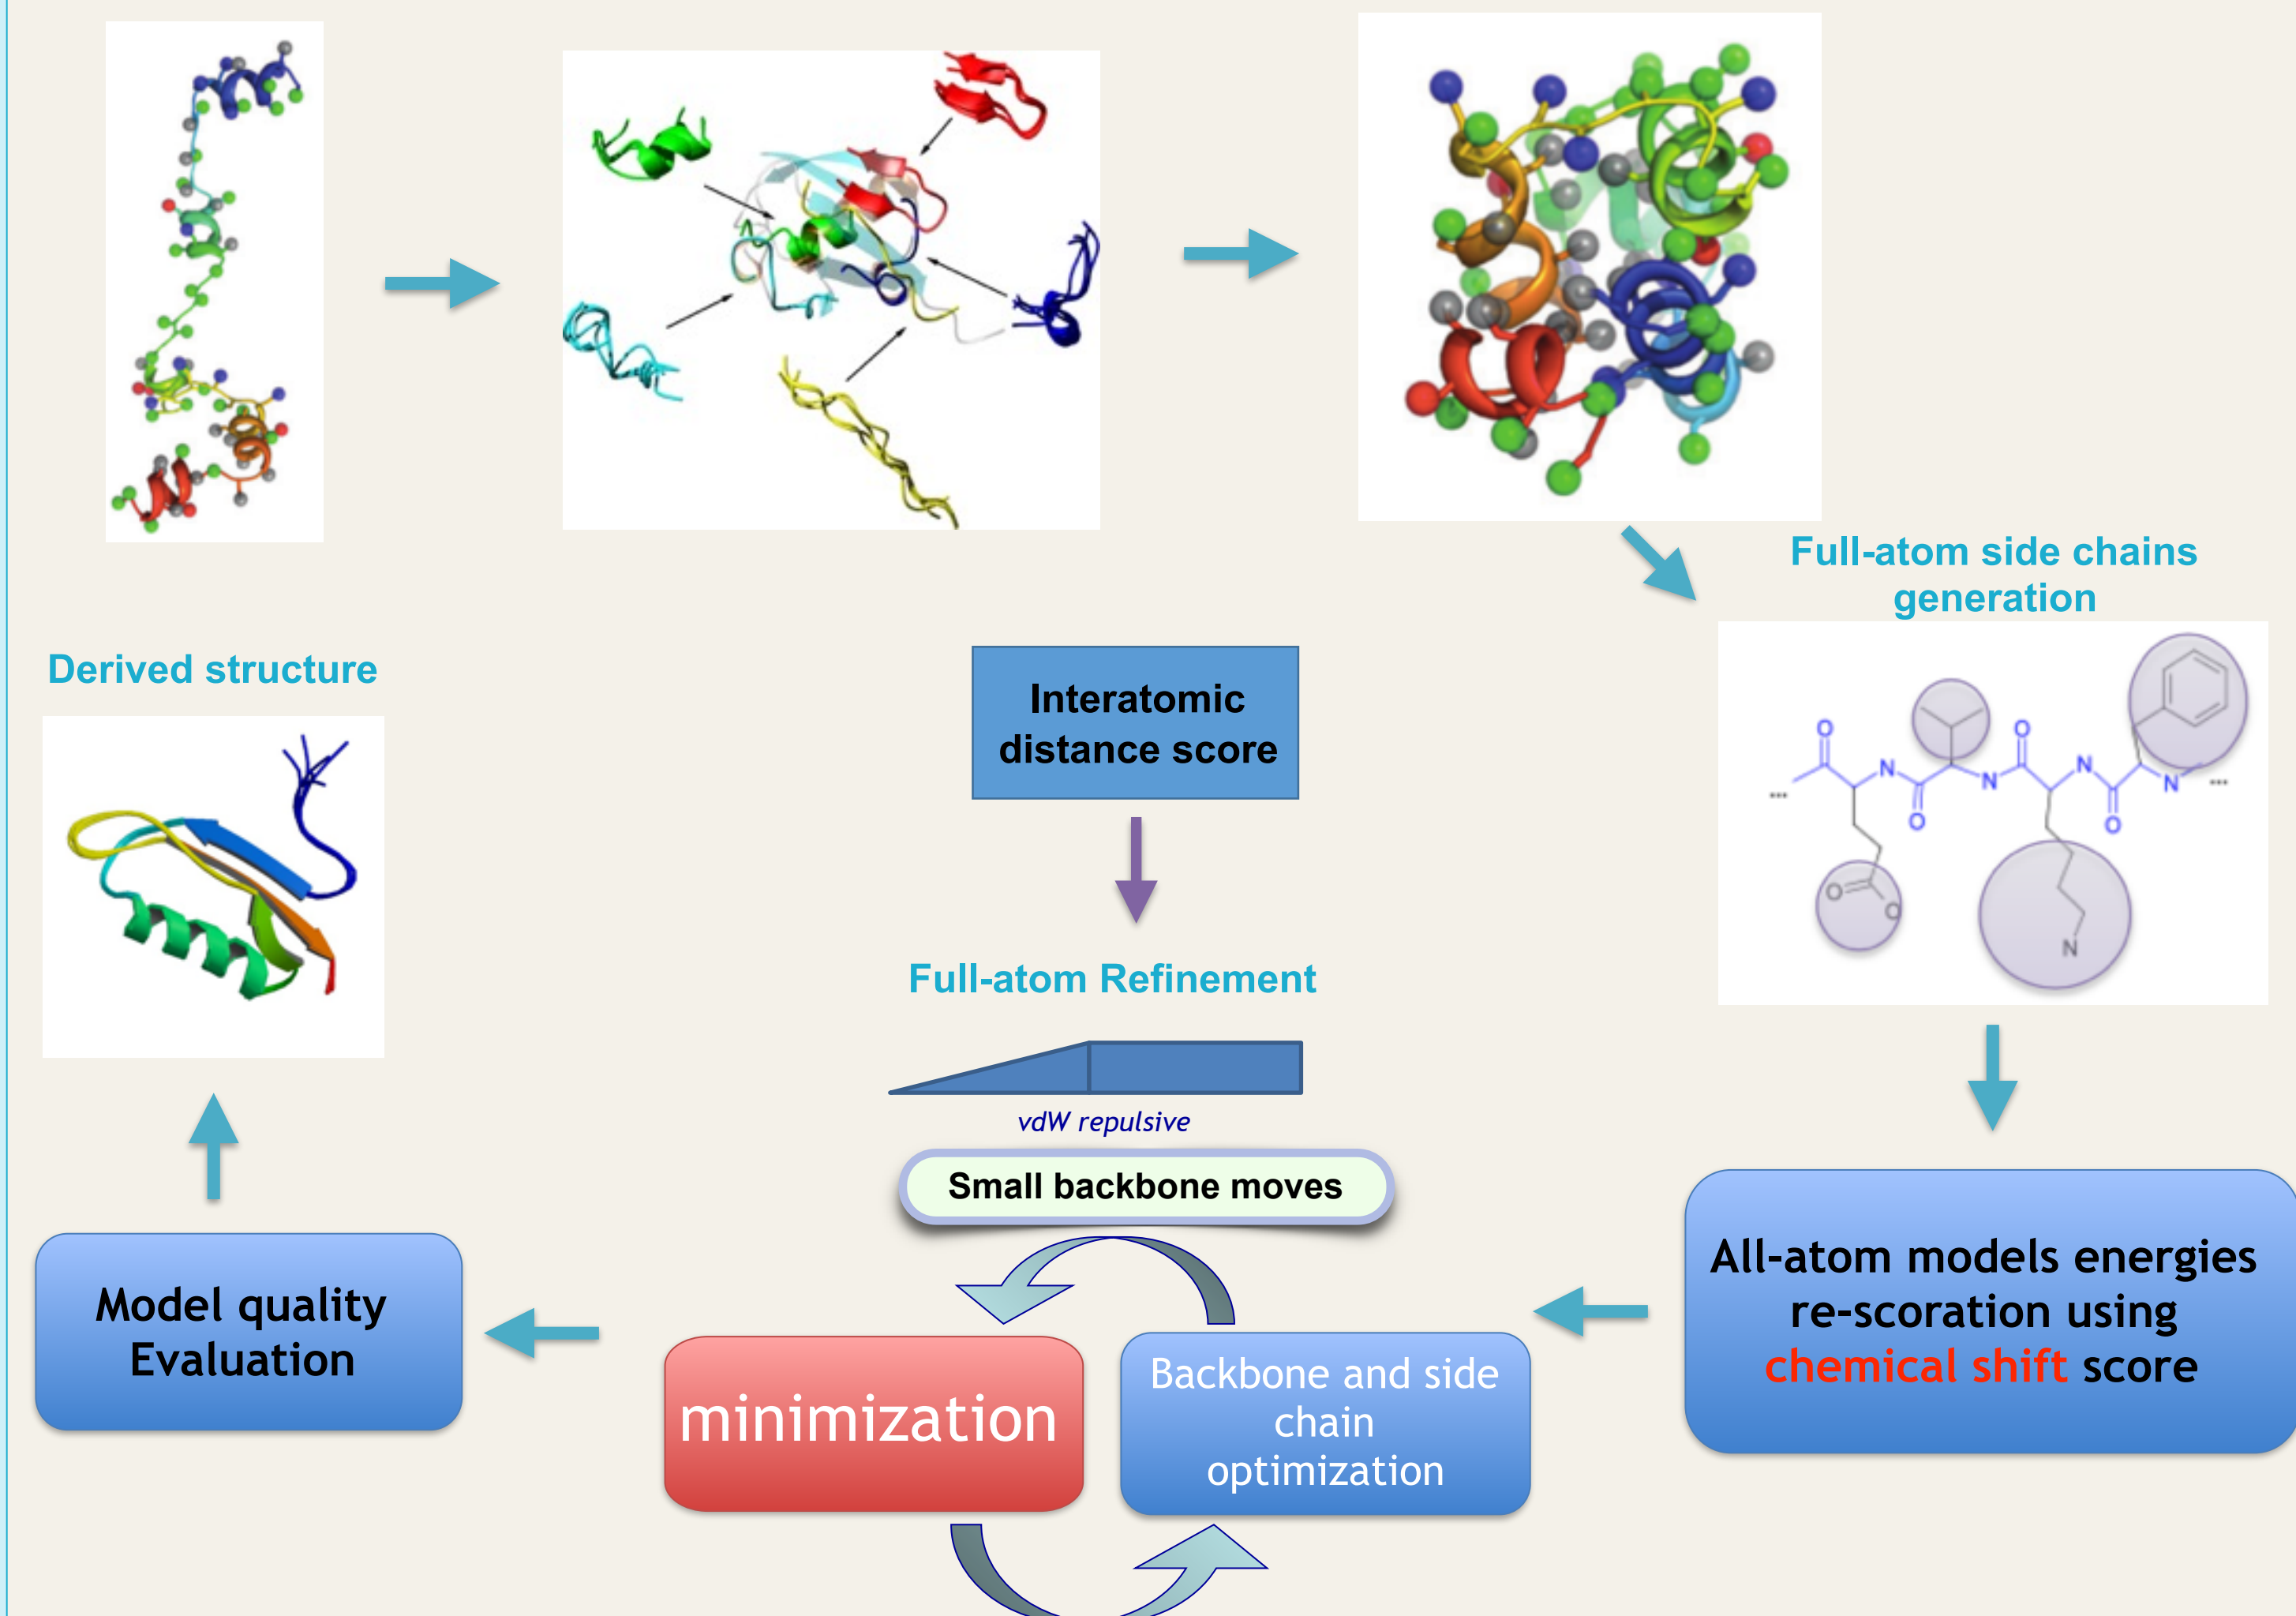 Full-atom side chains
generation
Derived structure
Interatomic
distance score
O
O
N
N
N
N
O
O
O
O
N
...
...
Full-atom Refinement
vdW repulsive
Small backbone moves
Model quality
Evaluation
minimization
Backbone and side
chain
optimization
All-atom models energies
re-scoration using
chemical shift score